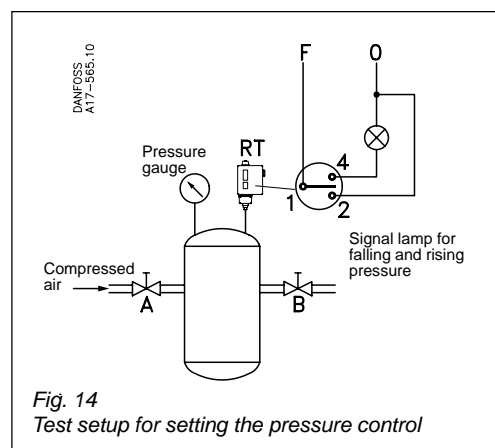 DANFOSS
A17-565.10
F
O
RT
4
1
2
Pressure
gauge
Signal lamp for
falling and rising
pressure
Compressed
air
A
B
Fig. 14
Test setup for setting the pressure control